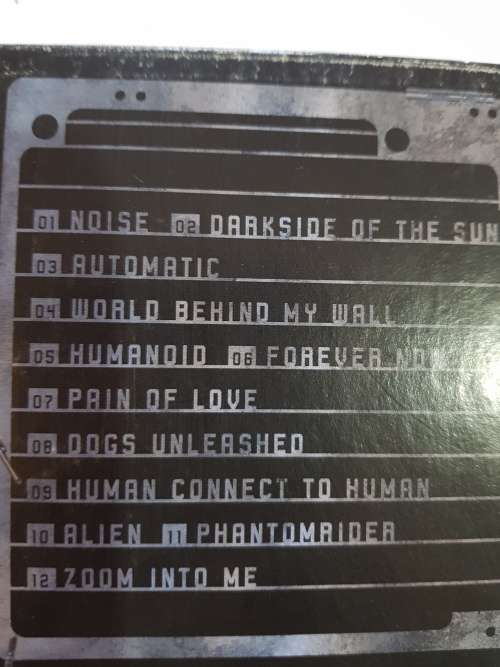 01 NOISE 02 DARKSIDE OF THE SUN
03 AUTOMATIC
04 WORLD BEHIND MY WALL
05 HUMANOID 06 FOREVER NOW
07 PAIN OF LOVE
08 DOGS UNLEASHED
09 HUMAN CONNECT TO HUMAN
10 ALIEN 11 PHANTOMRIDER
12 ZOOM INTO ME